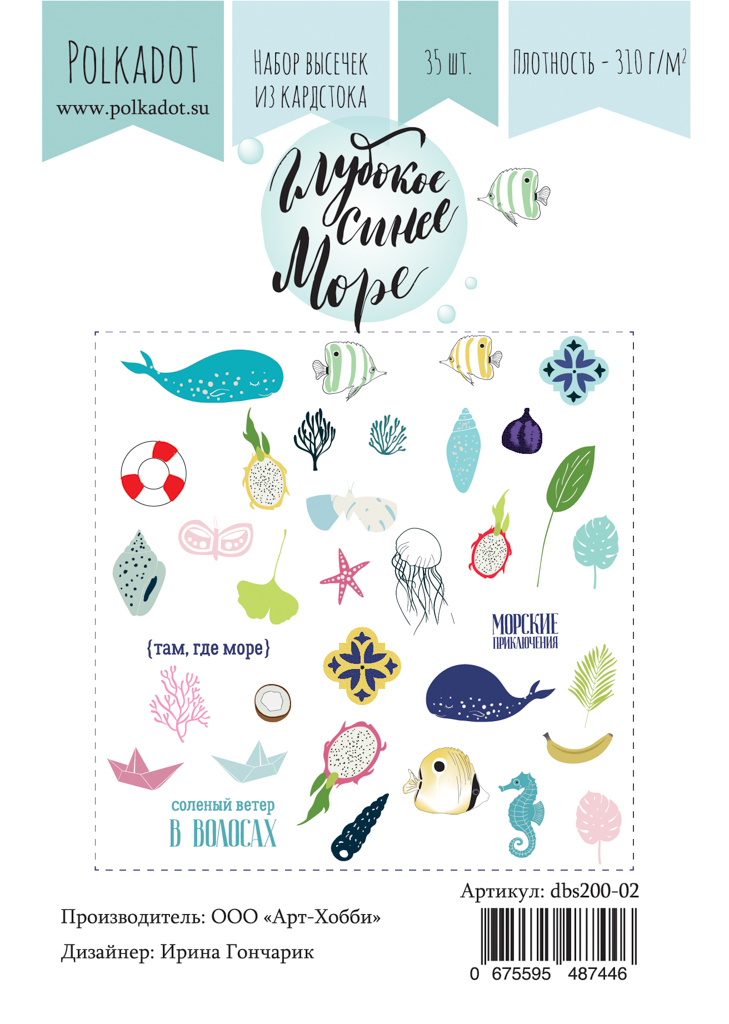 POLKADOT
www.polkadot.su
НАБОР ВЫСЕЧЕК
ИЗ КАРДСТОКА
35 ШТ.
ПЛОТНОСТЬ - 310 Г/М²
Глубокое
синее
Море
{там, где море}
МОРСКИЕ
ПРИКЛЮЧЕНИЯ
соленый ветер
В ВОЛОСАХ
Артикул: dbs200-02
Производитель: ООО «Арт-Хобби»
Дизайнер: Ирина Гончарик
0 675595 487446